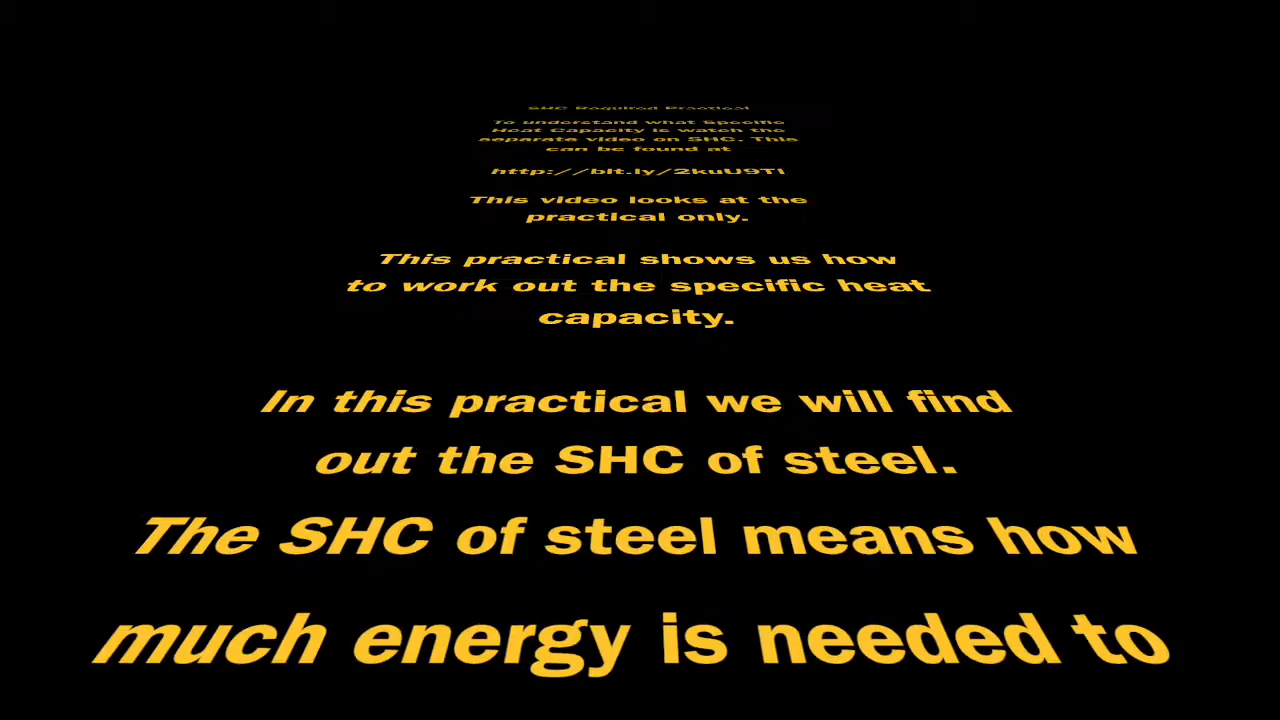 SHC Required Practical
To understand what Specific
Heat Capacity is watch the
separate video on SHC. This
can be found at
http://bit.ly/2kuU9TI
This video looks at the
practical only.
This practical shows us how
to work out the specific heat
capacity.
In this practical we will find
out the SHC of steel.
The SHC of steel means how
much energy is needed to